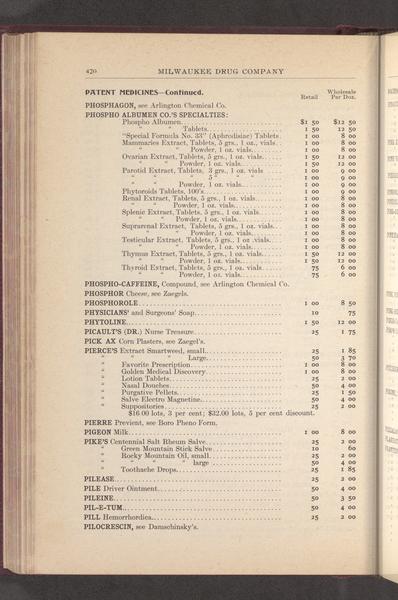 470 MILWAUKEE DRUG COMPANY
PATENT MEDICINES—Continued. Retail Wholesale Per Doz.
PHOSPHAGON, see Arlington Chemical Co.
PHOSPHO ALBUMEN CO.'S SPECIALTIES:
Phospho Albumen $1 50 $12 50
" " Tablets 1 50 12 50
"Special Formula No. 33" (Aphrodisiac) Tablets 1 00 8 00
Mammaries Extract, Tablets, 5 grs., 1 oz., vials 1 00 8 00
" " Powder, 1 oz. vials 1 00 8 00
Ovarian Extract, Tablets, 5 grs., 1 oz. vials 1 50 12 00
" " Powder, 1 oz. vials 1 50 12 00
Parotid Extract, Tablets, 3 grs., 1 oz. vials 1 00 9 00
" " " 5 " " " 1 00 9 00
" " Powder, 1 oz. vials 1 00 9 00
Phytoroids Tablets, 100's 1 00 9 00
Renal Extract, Tablets, 5 grs., 1 oz. vials 1 00 8 00
" " Powder, 1 oz. vials 1 00 8 00
Splenic Extract, Tablets, 5 grs., 1 oz. vials 1 00 8 00
" " Powder, 1 oz. vials 1 00 8 00
Suprarenal Extract, Tablets, 5 grs., 1 oz. vials 1 00 8 00
" " Powder, 1 oz. vials 1 00 8 00
Testicular Extract, Tablets, 5 grs., 1 oz. vials 1 00 8 00
" " Powder, 1 oz. vials 1 00 8 00
Thymus Extract, Tablets, 5 grs., 1 oz. vials 1 50 12 00
" " Powder, 1 oz. vials 1 50 12 00
Thyroid Extract, Tablets, 5 grs., 1 oz. vials 75 6 00
" " Powder, 1 oz. vials 75 6 00
PHOSPHO-CAFFEINE, Compound, see Arlington Chemical Co.
PHOSPHOR Cheese, see Zaegels.
PHOSPHOROLE 1 00 8 50
PHYSICIANS' and Surgeons' Soap 10 75
PHYTOLINE 1 50 12 00
PICAULT'S (DR.) Nurse Treasure 25 1 75
PICK AX Corn Plasters, see Zaegel's.
PIERCE'S Extract Smartweed, small 25 1 85
" " " Large 50 3 70
" Favorite Prescription 1 00 8 00
" Golden Medical Discovery 1 00 8 00
" Lotion Tablets 25 2 00
" Nasal Douches 50 4 00
" Purgative Pellets 25 1 50
" Salve Electro Magnetine 50 4 00
" Suppositories 25 2 00
$16 00 lots, 3 per cent; $32.00 lots, 5 per cent discount.
PIERRE Previent, see Boro Pheno Form.
PIGEON Milk 1 00 8 00
PIKE'S Centennial Salt Rheum Salve 25 2 00
" Green Mountain Stick Salve 10 60
" Rocky Mountain Oil, small 25 2 00
" " " " large 50 4 00
" Toothache Drops 25 1 85
PILEASE 25 2 00
PILE Driver Ointment 50 4 00
PILEINE 50 3 50
PIL-E-TUM 50 4 00
PILL Hemorrhordics 25 2 00
PILOCRESCIN, see Damschinsky's.